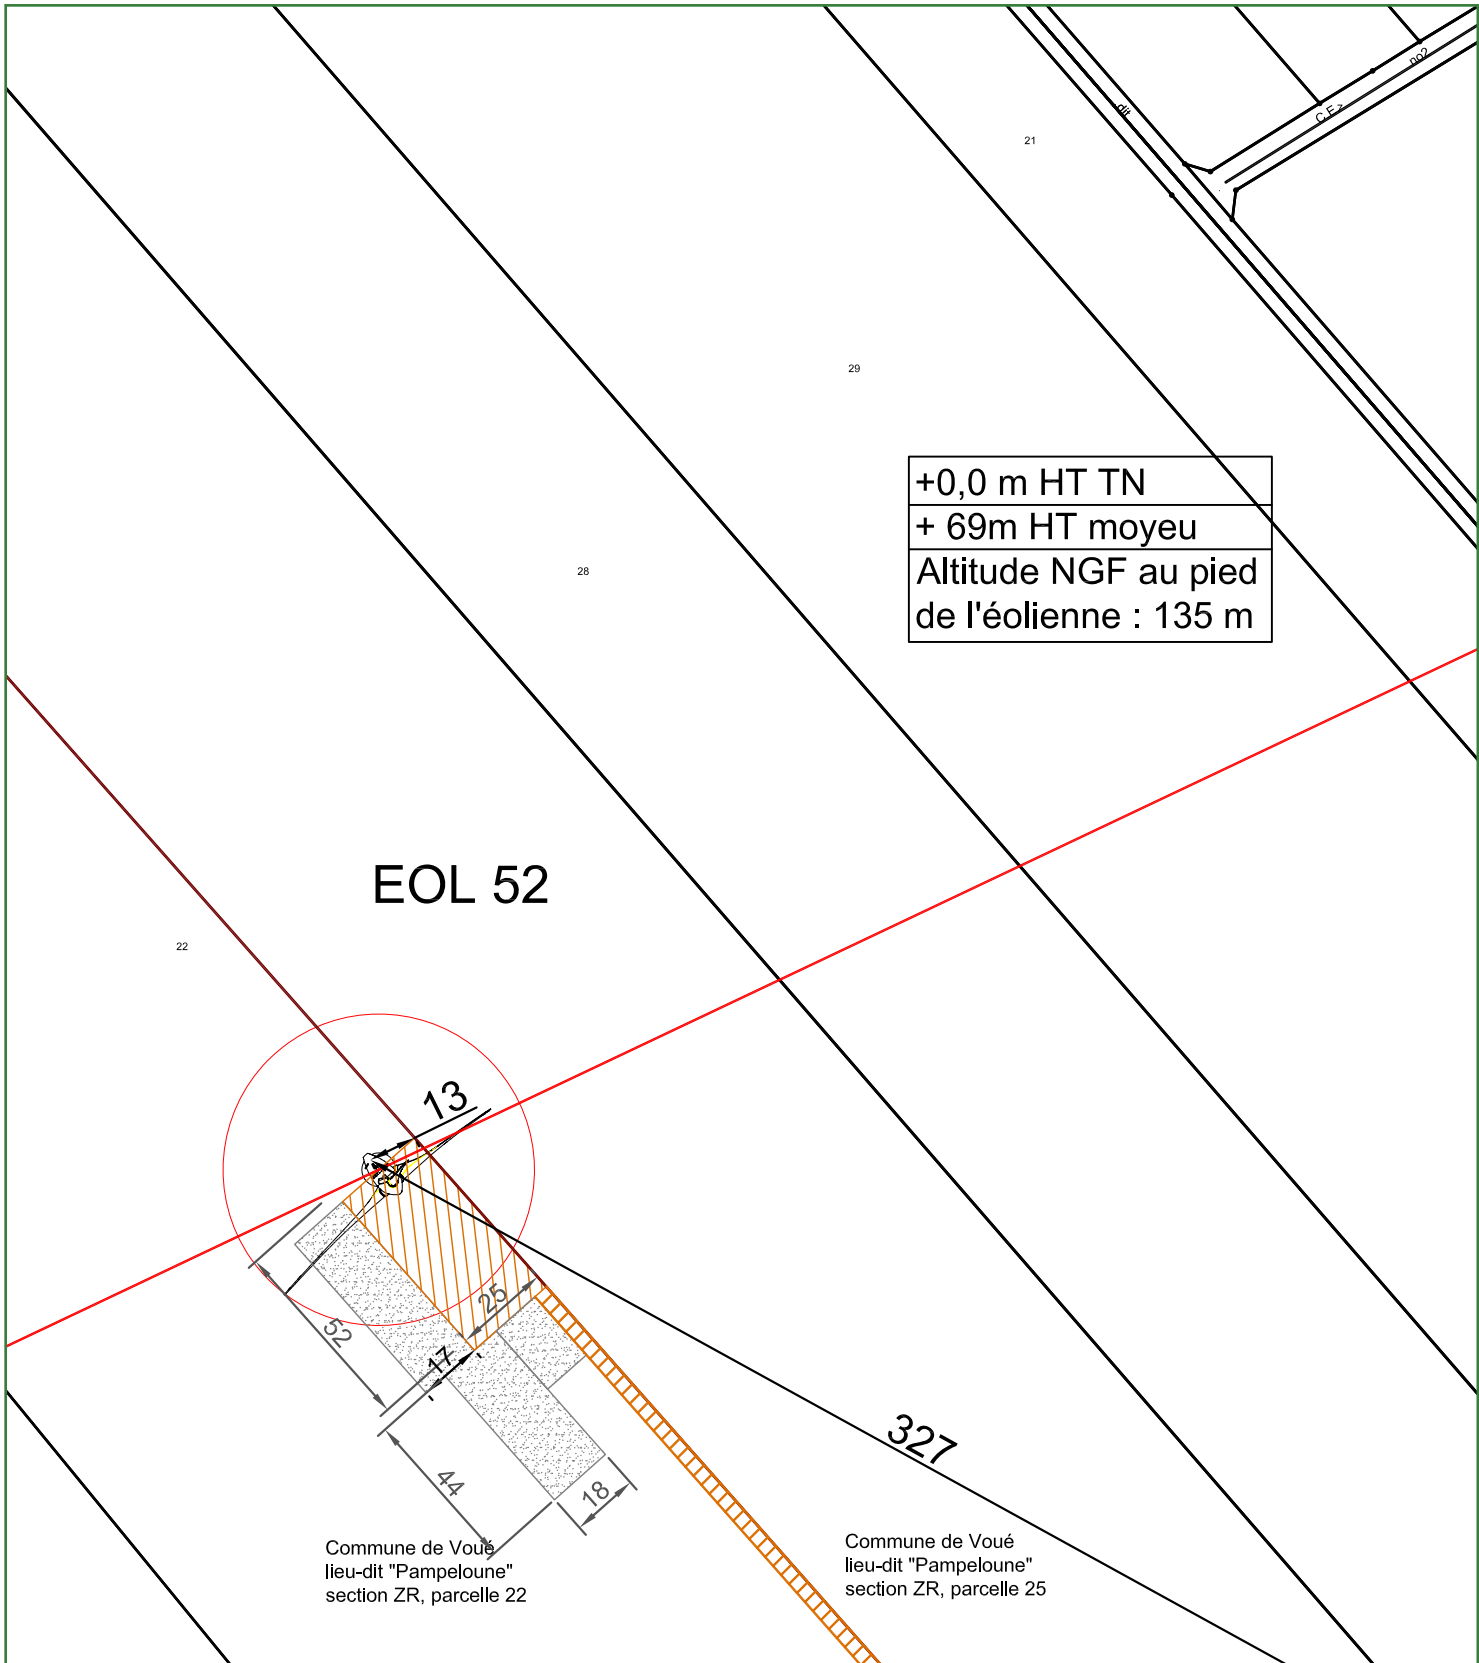 no2
C.E>
dit
21
29
+0,0 m HT TN
+ 69m HT moyeu
Altitude NGF au pied
de l'éolienne : 135 m
28
EOL 52
22
13
25
52
17
327
44
18
Commune de Voué
lieu-dit "Pampeloune"
section ZR, parcelle 22
Commune de Voué
lieu-dit "Pampeloune"
section ZR, parcelle 25